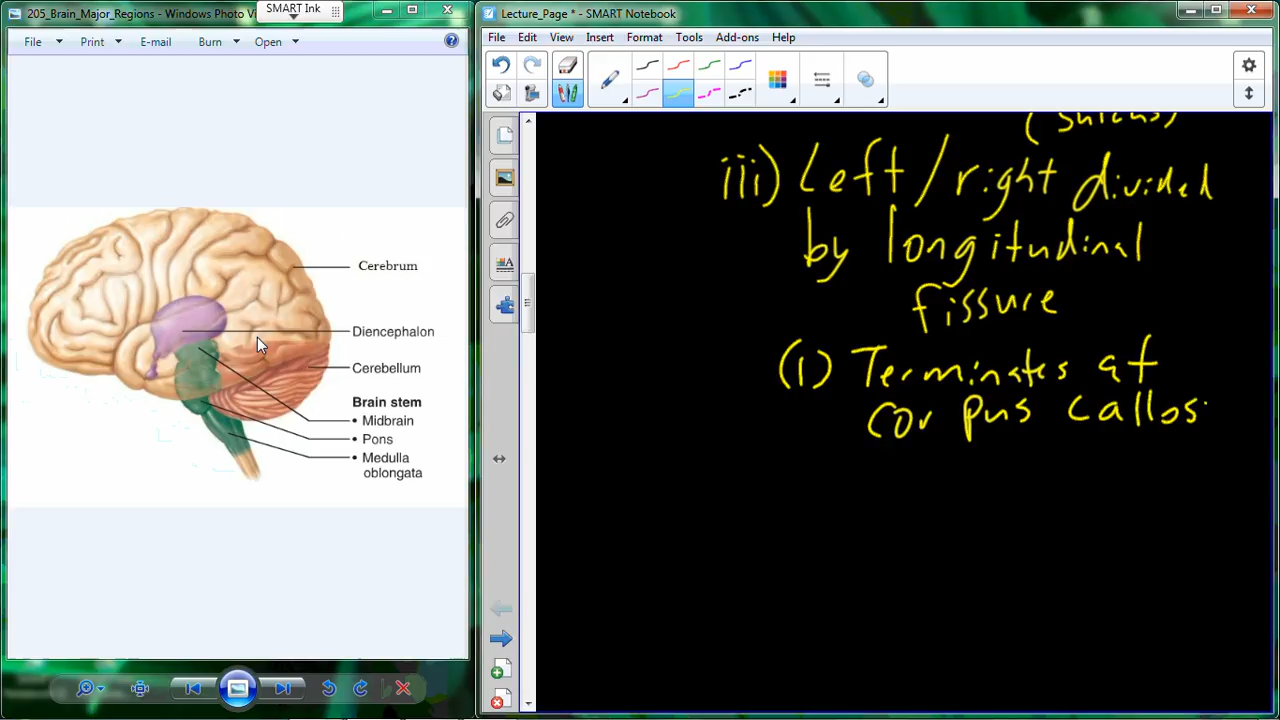 205_Brain_Major_Regions - Windows Photo Vi
SMART Ink
File Print E-mail Burn Open
Cerebrum
Diencephalon
Cerebellum
Brain stem
• Midbrain
• Pons
• Medulla
oblongata
Lecture_Page * - SMART Notebook
File Edit View Insert Format Tools Add-ons Help
(sulcus)
iii) Left/right divided
by longitudinal
fissure
(1) Terminates at
corpus callos